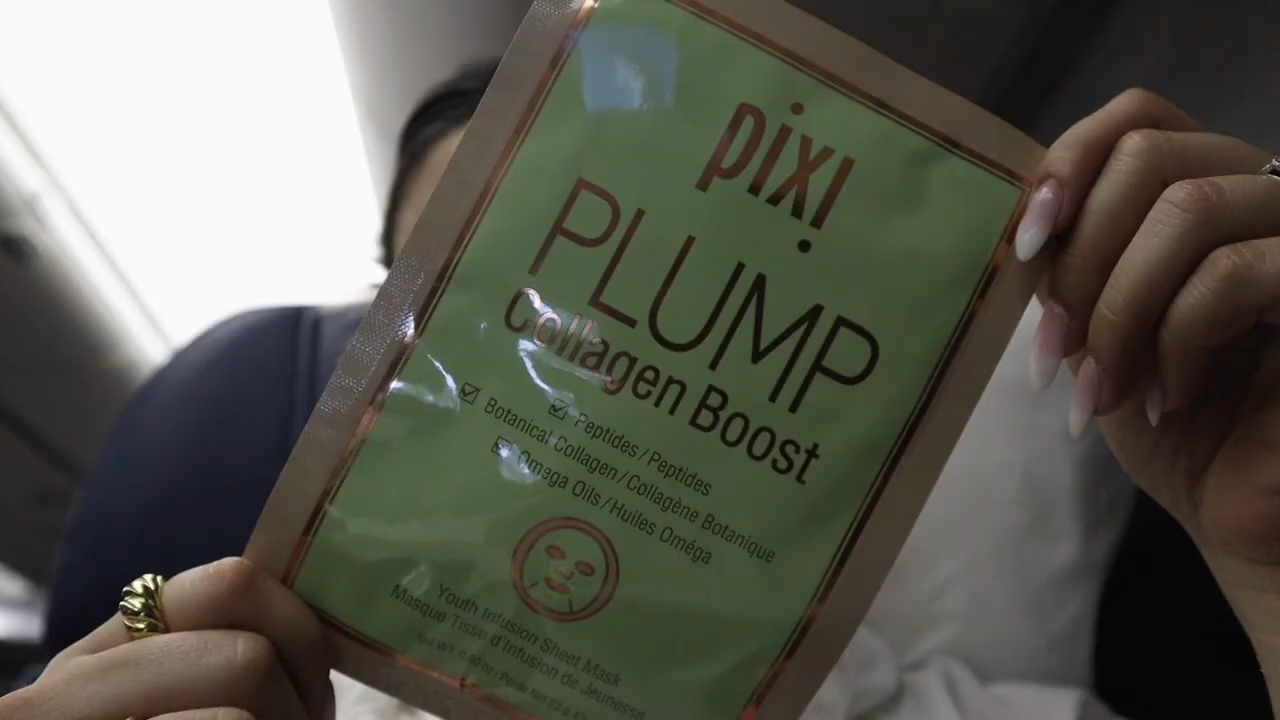 pixi
PLUMP
Collagen Boost
Peptides / Peptides
Botanical Collagen / Collagène Botanique
Omega Oils / Huiles Oméga
Youth Infusion Sheet Mask
Masque Tissu d'Infusion de Jeunesse